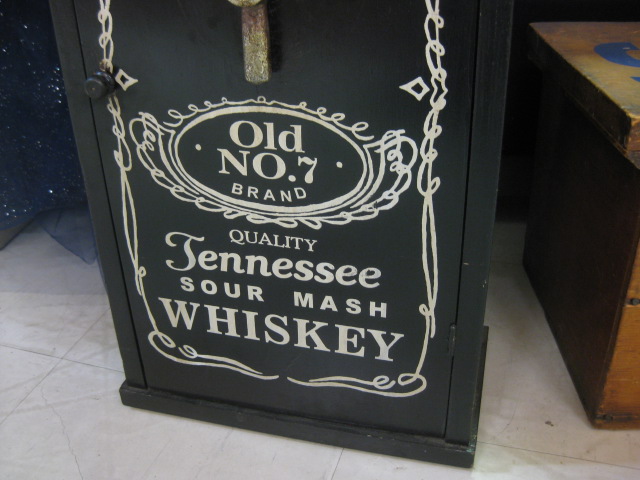 Old
NO.7
BRAND
QUALITY
Tennessee
SOUR MASH
WHISKEY